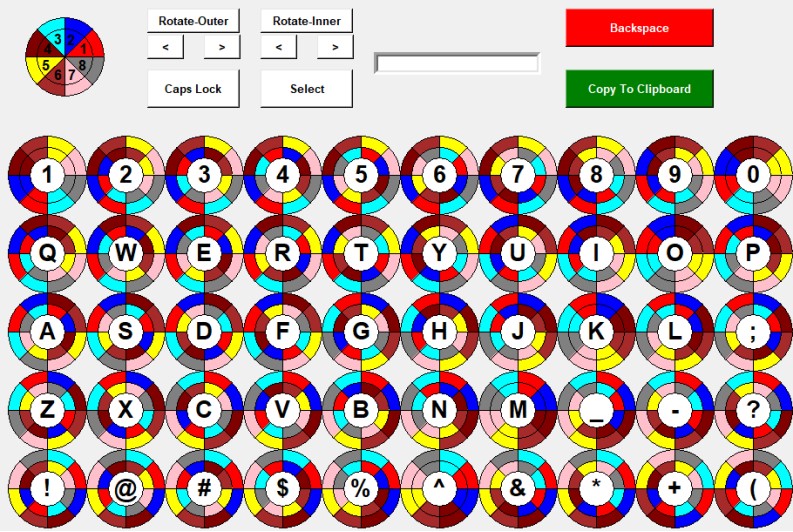 Rotate-Outer Rotate-Inner Backspace
3 2
4 1
5 8
6 7
< > < >
Caps Lock Select Copy To Clipboard
1 2 3 4 5 6 7 8 9 0
Q W E R T Y U I O P
A S D F G H J K L ;
Z X C V B N M _ - ?
! @ # $ % ^ & * + (